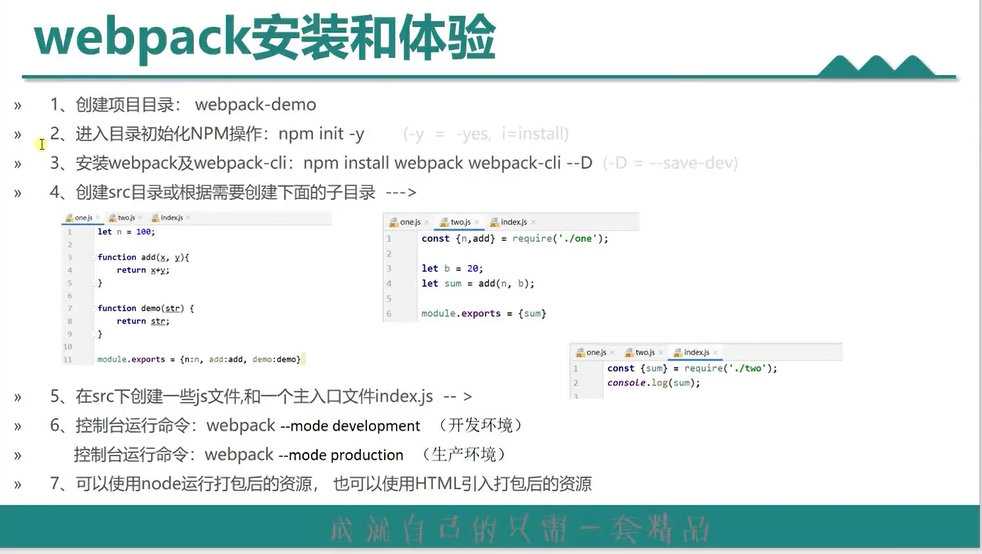 webpack安装和体验
» 1、创建项目目录： webpack-demo
» 2、进入目录初始化NPM操作：npm init -y (-y = -yes, i=install)
» 3、安装webpack及webpack-cli：npm install webpack webpack-cli --D (-D = --save-dev)
» 4、创建src目录或根据需要创建下面的子目录 --->
one.js × two.js × index.js ×
1 let n = 100;
2
3 function add(x, y){
4 return x+y;
5 }
6
7 function demo(str) {
8 return str;
9 }
10
11 module.exports = {n:n, add:add, demo:demo}
one.js × two.js × index.js ×
1 const {n,add} = require('./one');
2
3 let b = 20;
4 let sum = add(n, b);
5
6 module.exports = {sum}
one.js × two.js × index.js ×
1 const {sum} = require('./two');
2 console.log(sum);
3
» 5、在src下创建一些js文件,和一个主入口文件index.js -- >
» 6、控制台运行命令：webpack --mode development （开发环境）
» 控制台运行命令：webpack --mode production （生产环境）
» 7、可以使用node运行打包后的资源， 也可以使用HTML引入打包后的资源
成就自己的只需一套精品